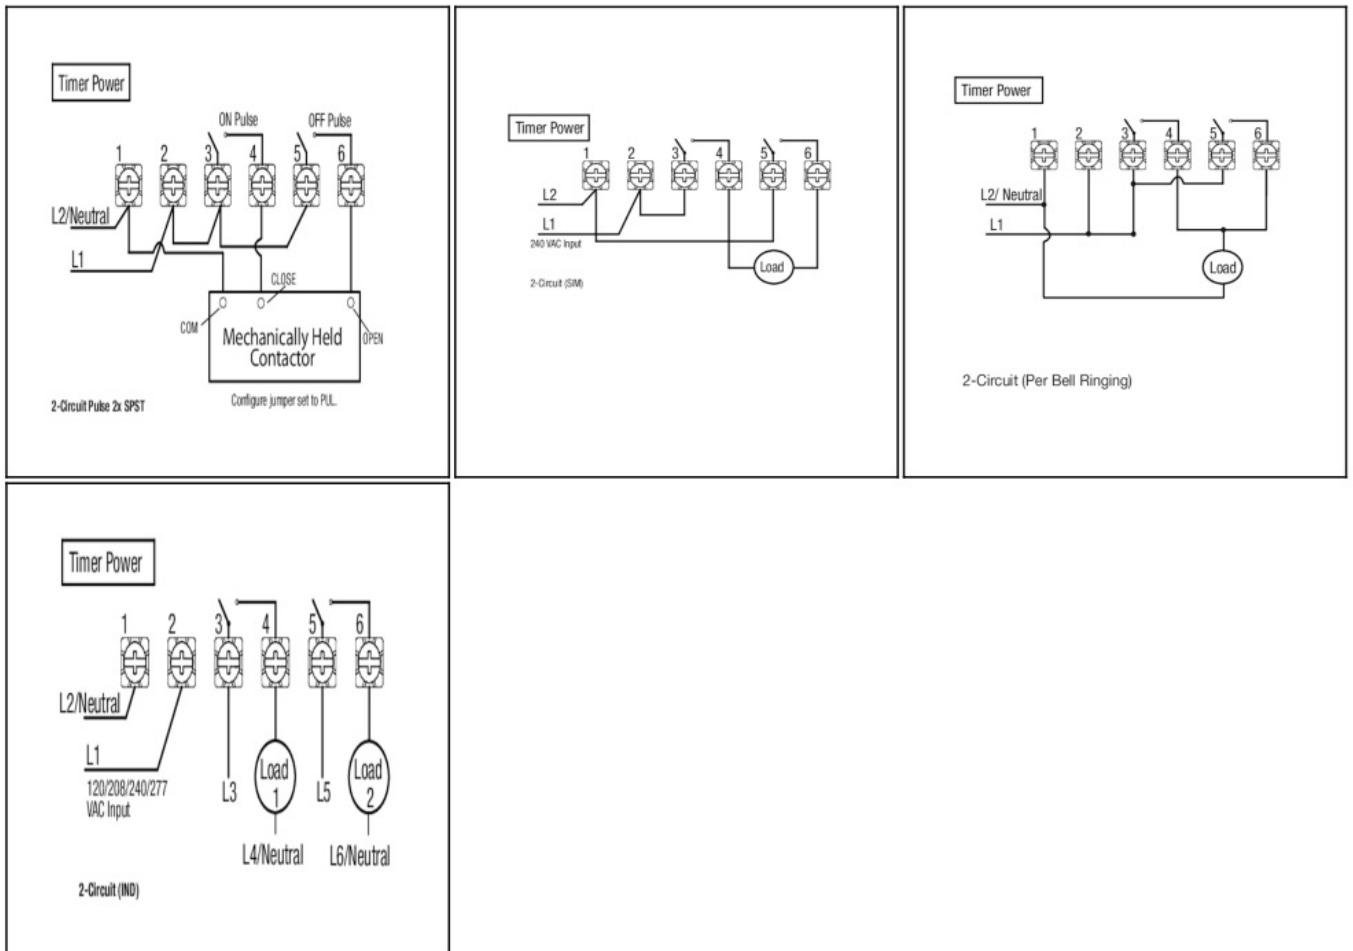 Timer Power
ON Pulse
OFF Pulse
1 2 3 4 5 6
L2/Neutral
L1
CLOSE
COM
OPEN
Mechanically Held
Contactor
2-Circuit Pulse 2x SPST
Configure jumper set to PUL.
Timer Power
1 2 3 4 5 6
L2
L1
240 VAC Input
Load
2-Circuit (SIM)
Timer Power
1 2 3 4 5 6
L2/ Neutral
L1
Load
2-Circuit (Per Bell Ringing)
Timer Power
1 2 3 4 5 6
L2/Neutral
L1
120/208/240/277
VAC Input
L3
Load
1
L5
Load
2
L4/Neutral
L6/Neutral
2-Circuit (IND)